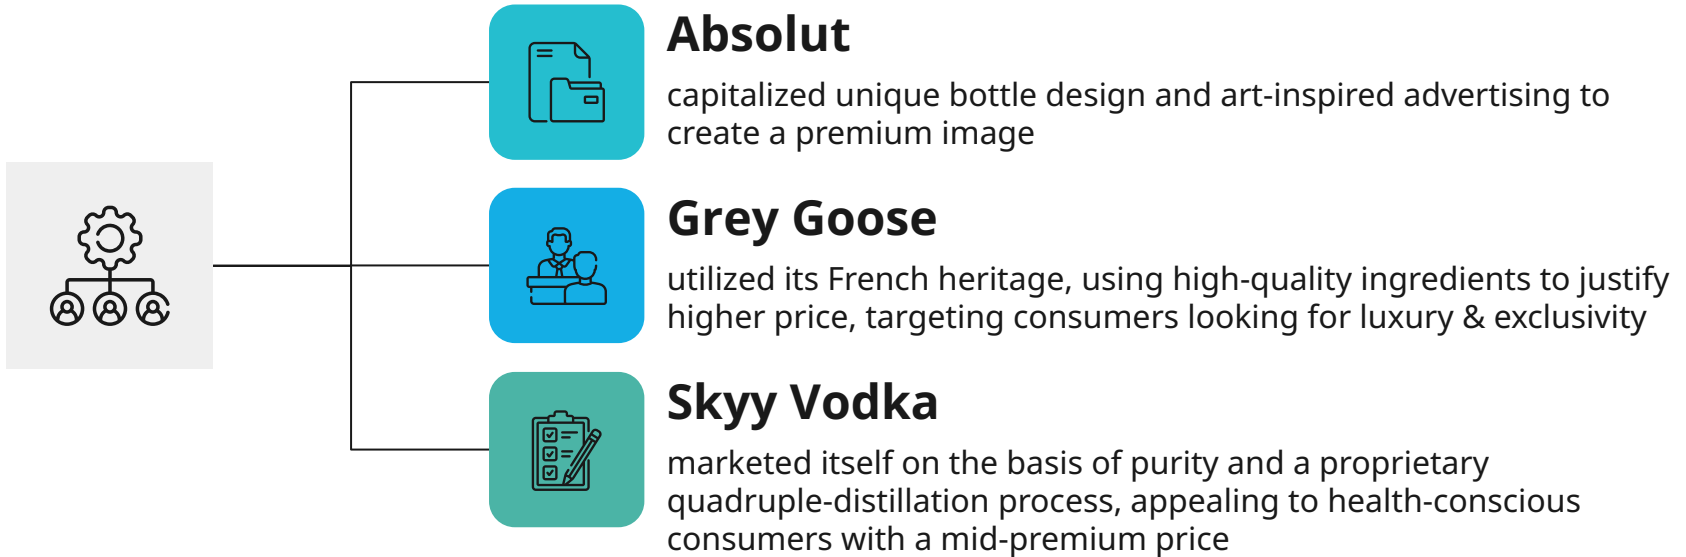 Absolut
capitalized unique bottle design and art-inspired advertising to
create a premium image
Grey Goose
utilized its French heritage, using high-quality ingredients to justify
higher price, targeting consumers looking for luxury & exclusivity
Skyy Vodka
marketed itself on the basis of purity and a proprietary
quadruple-distillation process, appealing to health-conscious
consumers with a mid-premium price